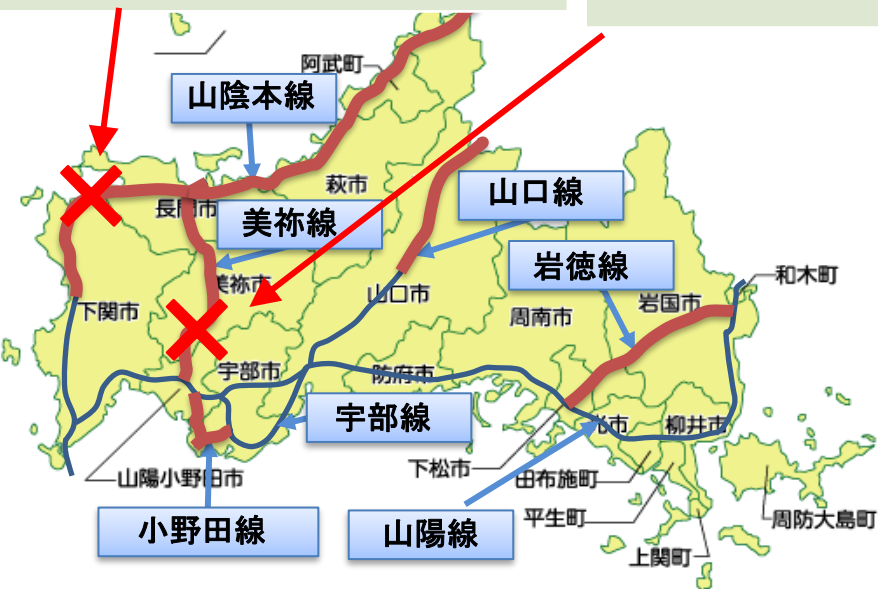 阿武町
山陰本線
萩市
長門市
山口線
美祢線
岩徳線
和木町
美祢市
山口市
岩国市
下関市
周南市
宇部市
防府市
宇部線
光市
柳井市
下松市
山陽小野田市
田布施町
小野田線
山陽線
平生町
周防大島町
上関町